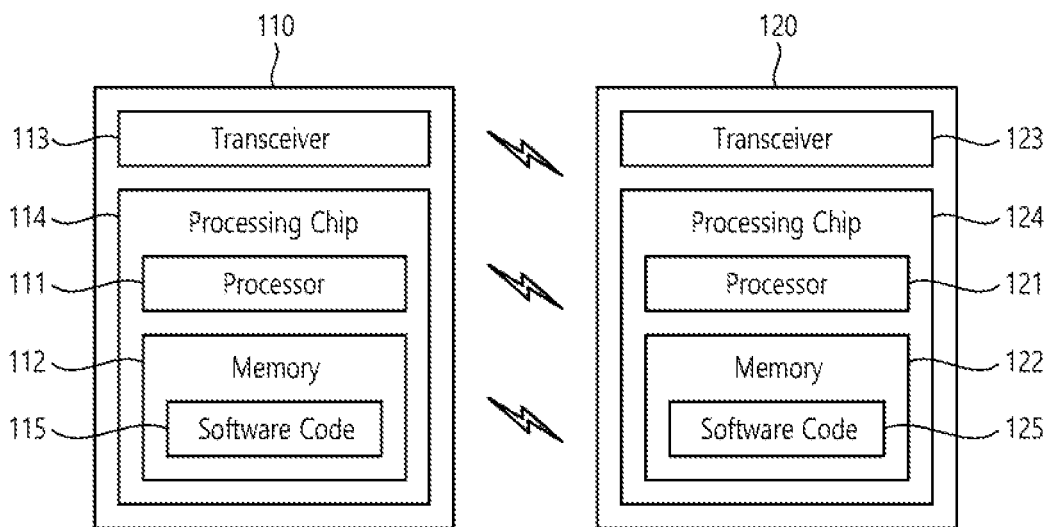 110 120
113 Transceiver Transceiver 123
114 Processing Chip Processing Chip 124
111 Processor Processor 121
112 Memory Memory 122
115 Software Code Software Code 125